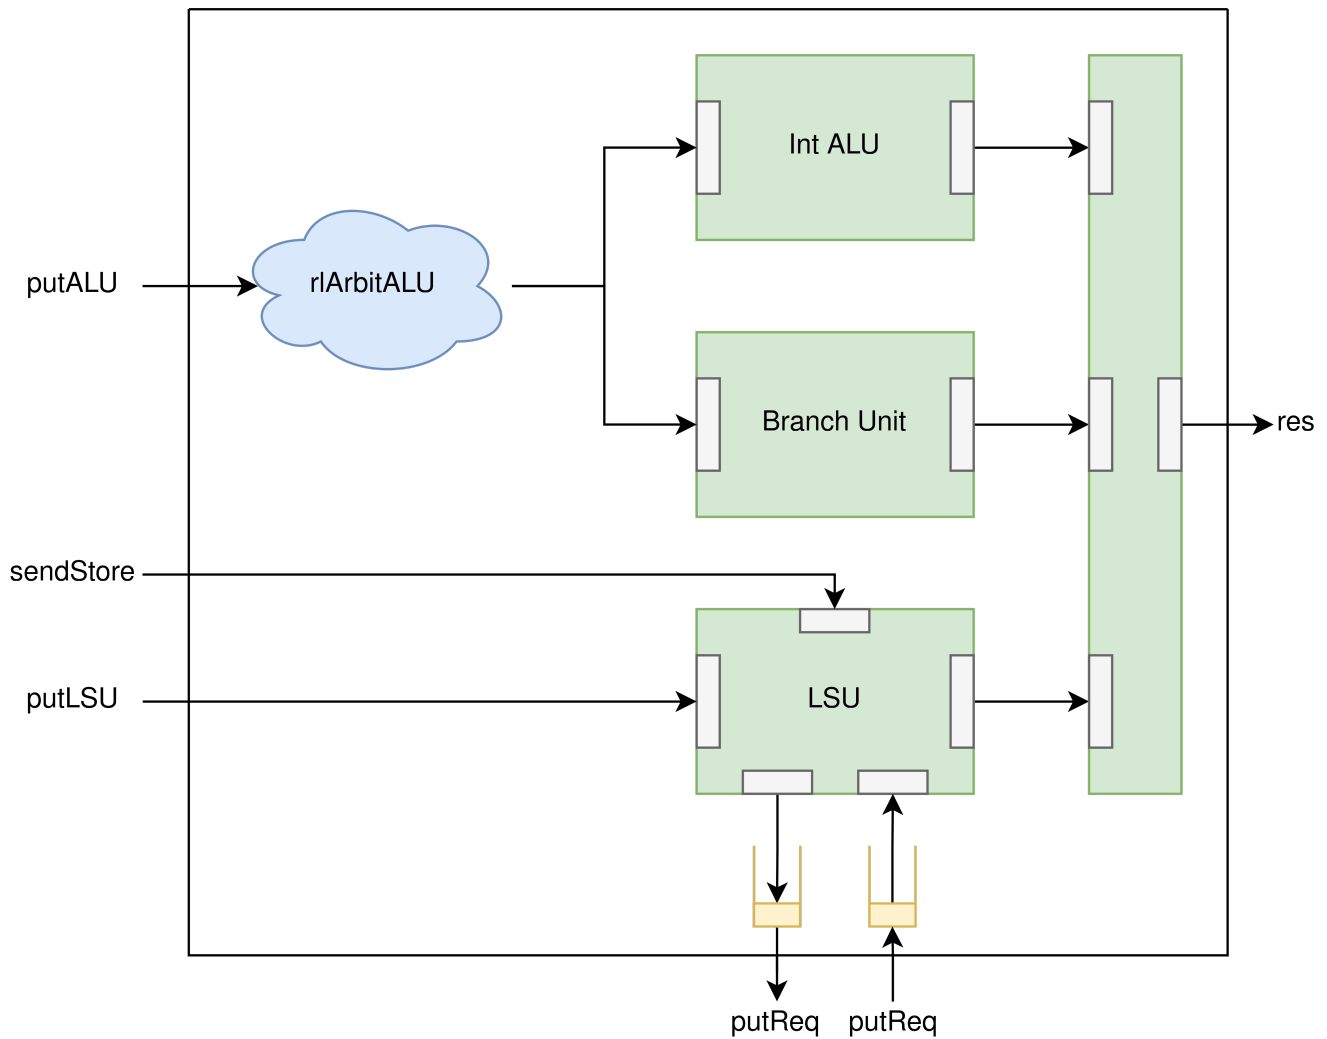 Int ALU
putALU
rlArbitALU
Branch Unit
res
sendStore
putLSU
LSU
putReq
putReq